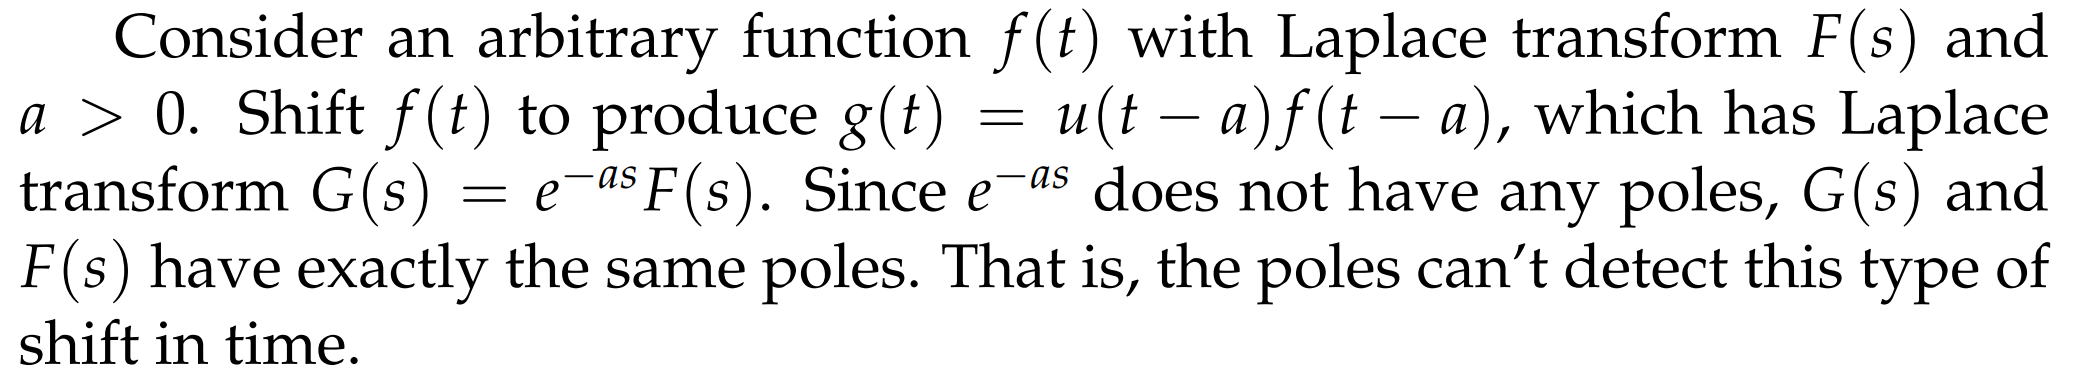 Consider an arbitrary function f(t) with Laplace transform F(s) and
a > 0. Shift f(t) to produce g(t) = u(t − a)f(t − a), which has Laplace
transform G(s) = e^{−as}F(s). Since e^{−as} does not have any poles, G(s) and
F(s) have exactly the same poles. That is, the poles can’t detect this type of
shift in time.